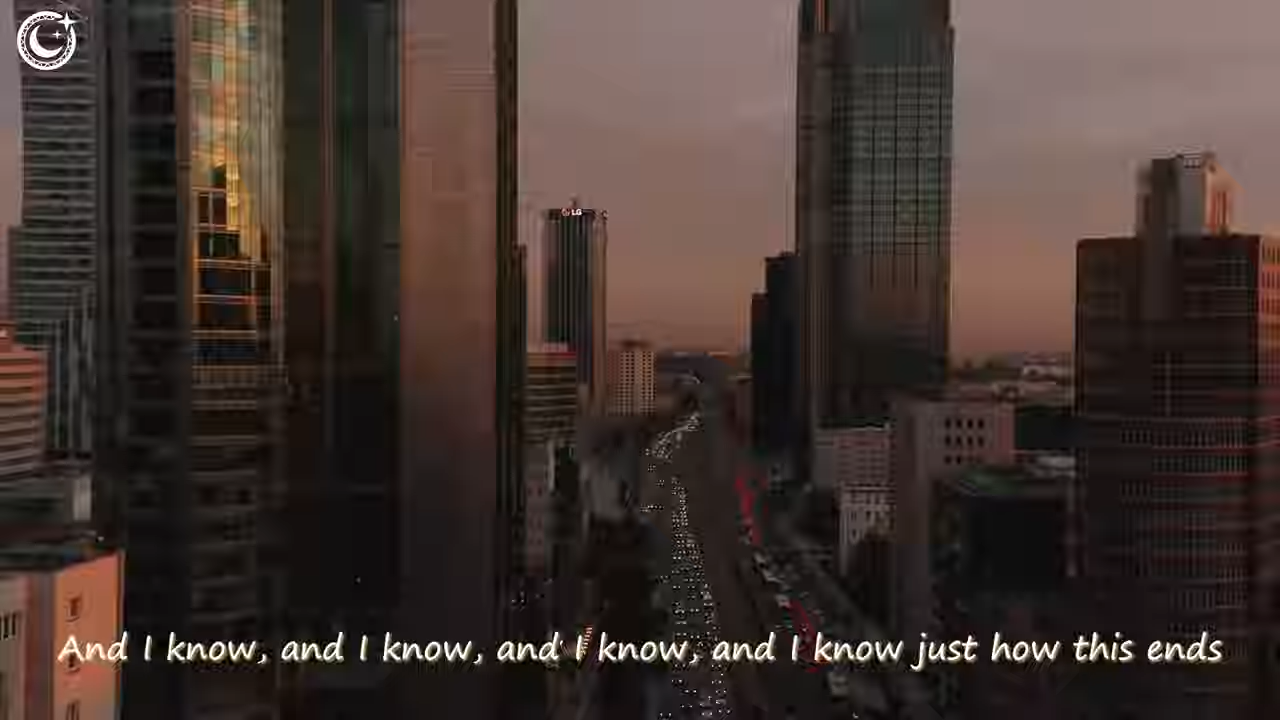 LG
And I know, and I know, and I know, and I know just how this ends